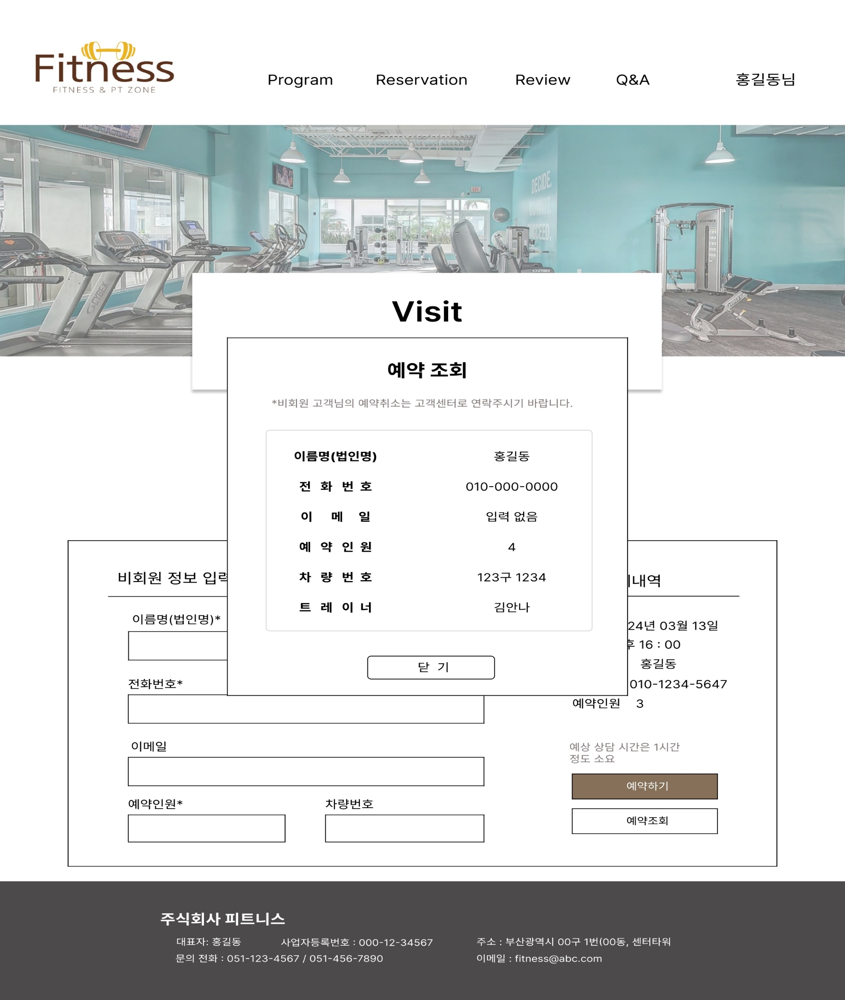 Fitness
FITNESS & PT ZONE
Program
Reservation
Review
Q&A
홍길동님
DECIDE.
COMMIT.
SUCCEED.
EXIT
CYBEX
CYBEX
CYBEX
CYBEX
HOIST
Visit
예약 조회
*비회원 고객님의 예약취소는 고객센터로 연락주시기 바랍니다.
이름명(법인명) 홍길동
전 화 번 호 010-000-0000
이 메 일 입력 없음
예 약 인 원 4
차 량 번 호 123구 1234
트 레 이 너 김안나
닫 기
비회원 정보 입력
이름명(법인명)*
전화번호*
이메일
예약인원*
차량번호
내역
24년 03월 13일
후 16 : 00
홍길동
010-1234-5647
예약인원 3
예상 상담 시간은 1시간
정도 소요
예약하기
예약조회
주식회사 피트니스
대표자: 홍길동
사업자등록번호 : 000-12-34567
주소 : 부산광역시 00구 1번(00동, 센터타워
문의 전화 : 051-123-4567 / 051-456-7890
이메일 : fitness@abc.com